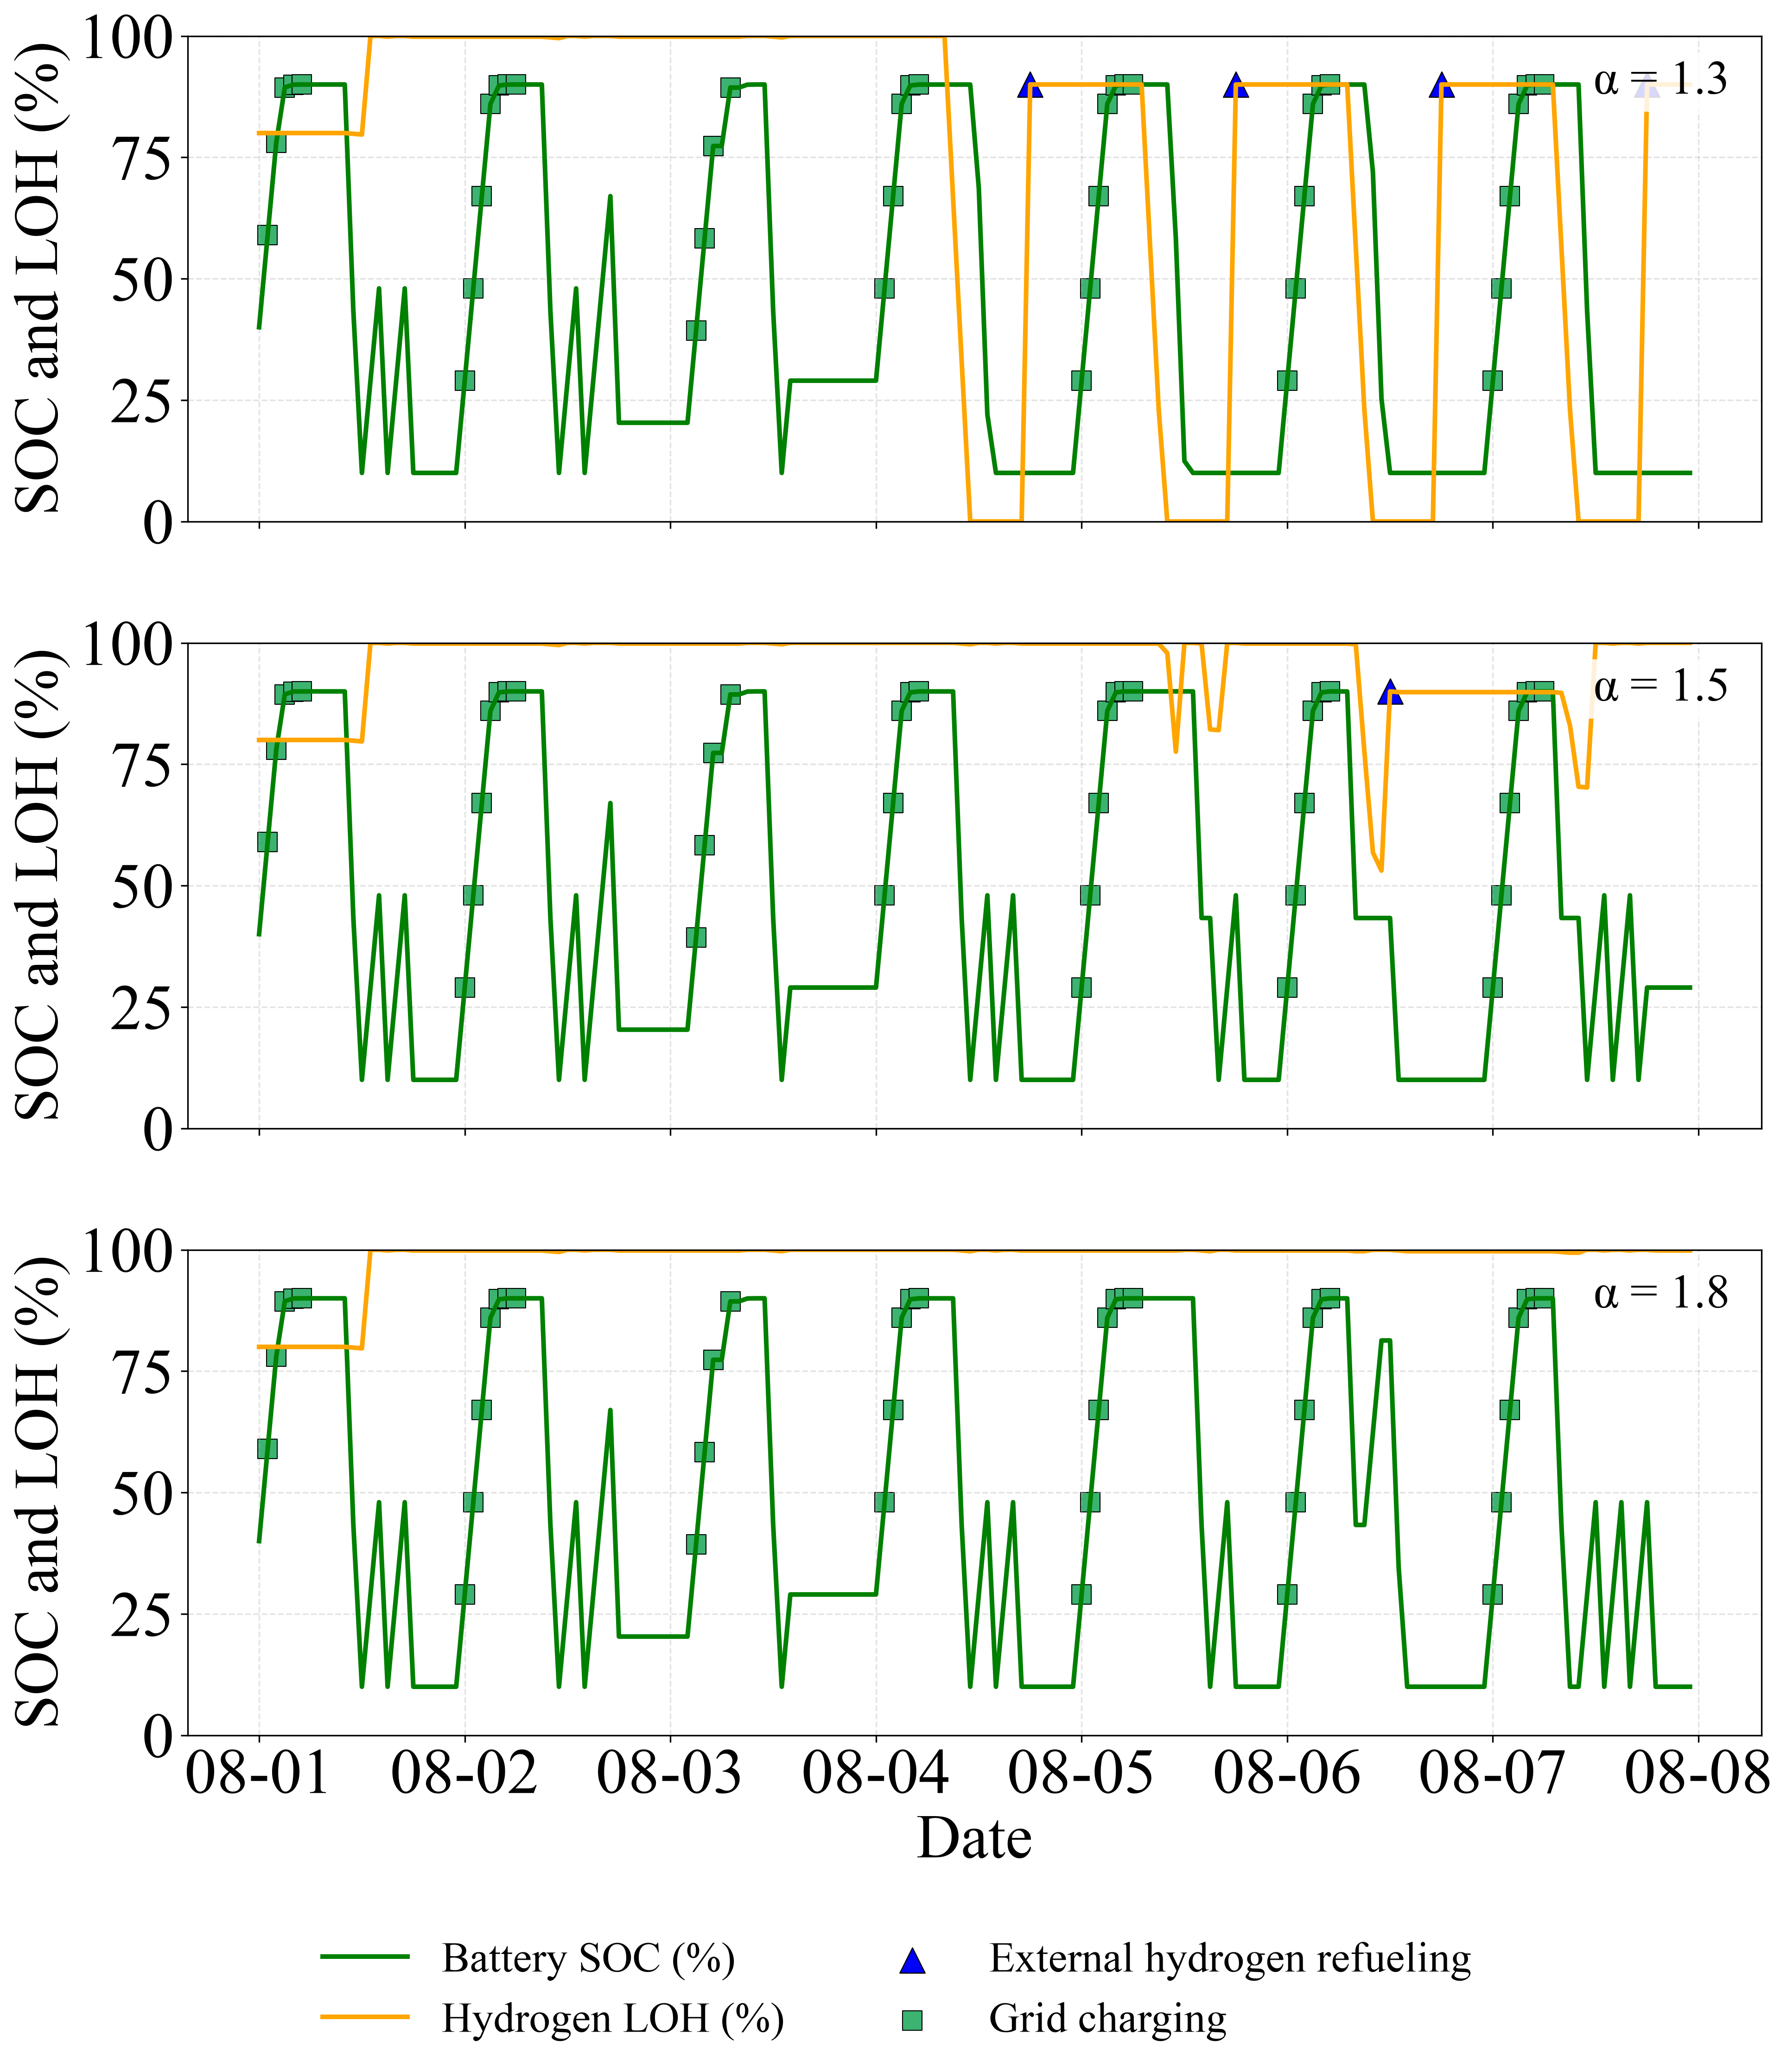 100
75
50
25
0
SOC and LOH (%)
α = 1.3
100
75
50
25
0
SOC and LOH (%)
α = 1.5
100
75
50
25
0
SOC and LOH (%)
α = 1.8
08-01 08-02 08-03 08-04 08-05 08-06 08-07 08-08
Date
Battery SOC (%)
Hydrogen LOH (%)
External hydrogen refueling
Grid charging